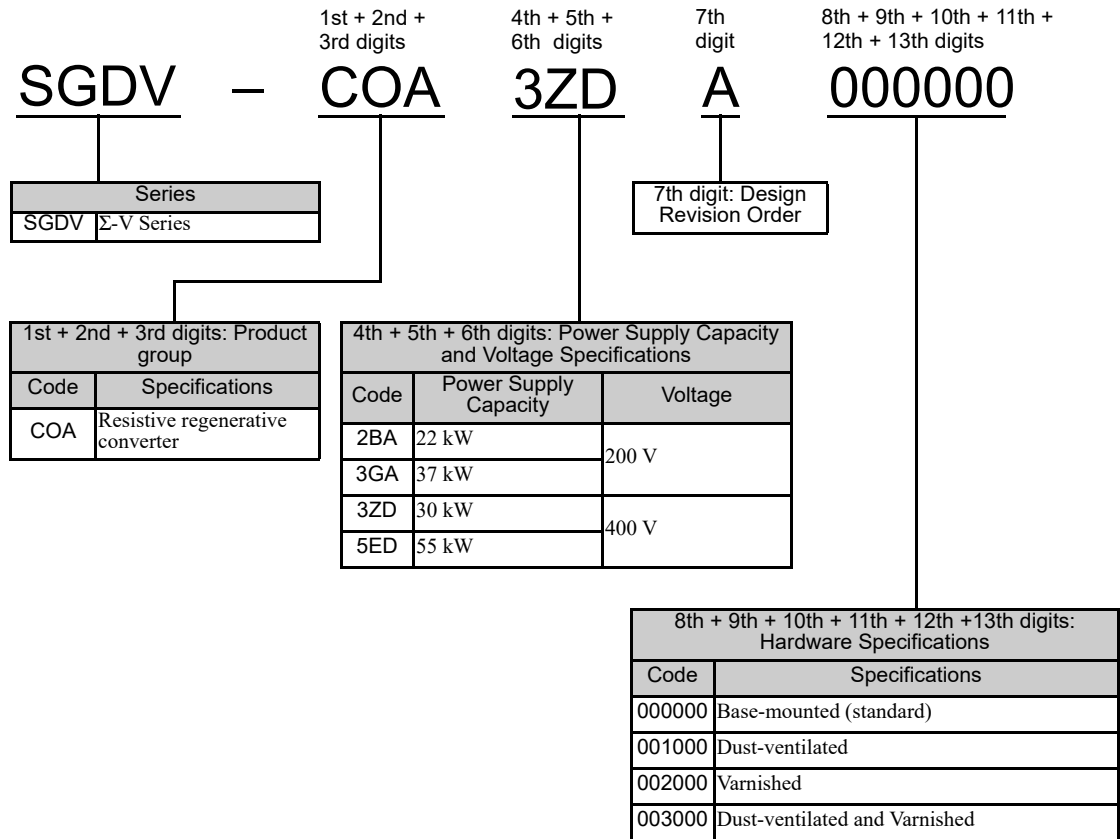 1st + 2nd +
3rd digits
4th + 5th +
6th digits
7th
digit
8th + 9th + 10th + 11th +
12th + 13th digits
SGDV – COA 3ZD A 000000
Series
SGDV Σ-V Series
7th digit: Design
Revision Order
1st + 2nd + 3rd digits: Product
group
Code Specifications
COA Resistive regenerative
converter
4th + 5th + 6th digits: Power Supply Capacity
and Voltage Specifications
Code Power Supply
Capacity Voltage
2BA 22 kW
200 V
3GA 37 kW
3ZD 30 kW
400 V
5ED 55 kW
8th + 9th + 10th + 11th + 12th +13th digits:
Hardware Specifications
Code Specifications
000000 Base-mounted (standard)
001000 Dust-ventilated
002000 Varnished
003000 Dust-ventilated and Varnished